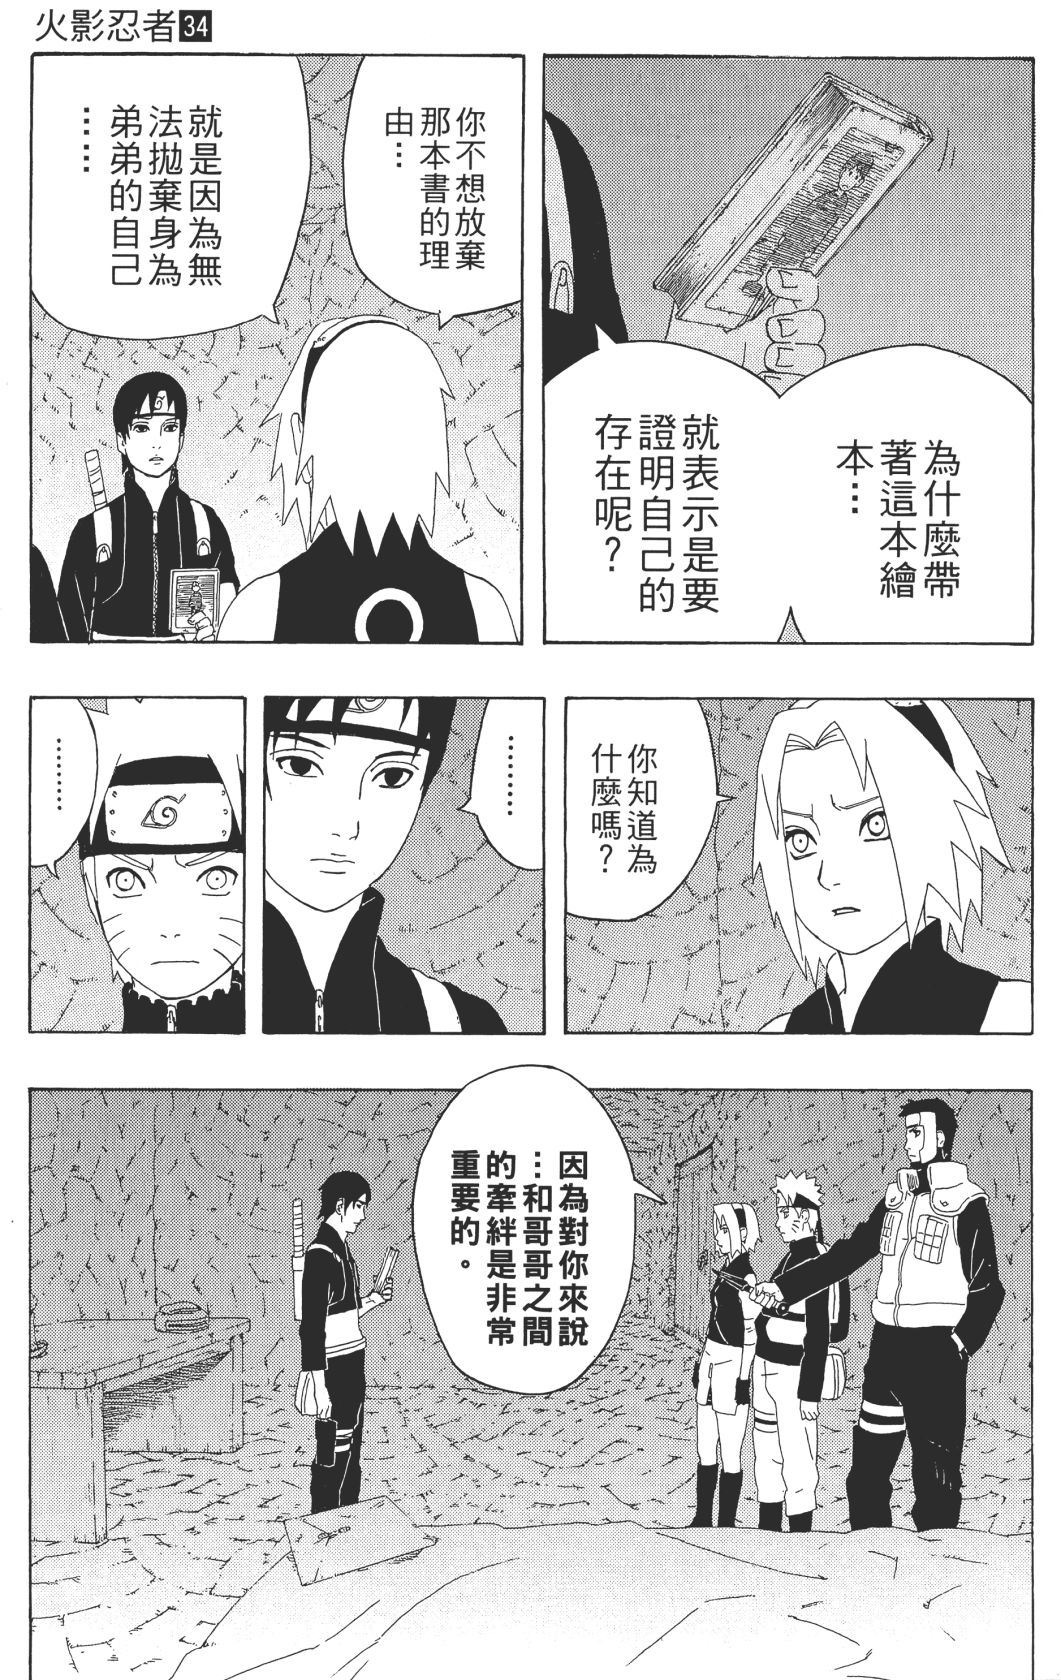 火影忍者34
為什麼帶
著這本繪
本…
就表示是要
證明自己的
存在呢？
你不想放棄
那本書的理
由…
就是因為無
法拋棄身為
弟弟的自己
……
你知道為
什麼嗎？
………
………
因為對你來說
…和哥哥之間
的牽絆是非常
重要的。